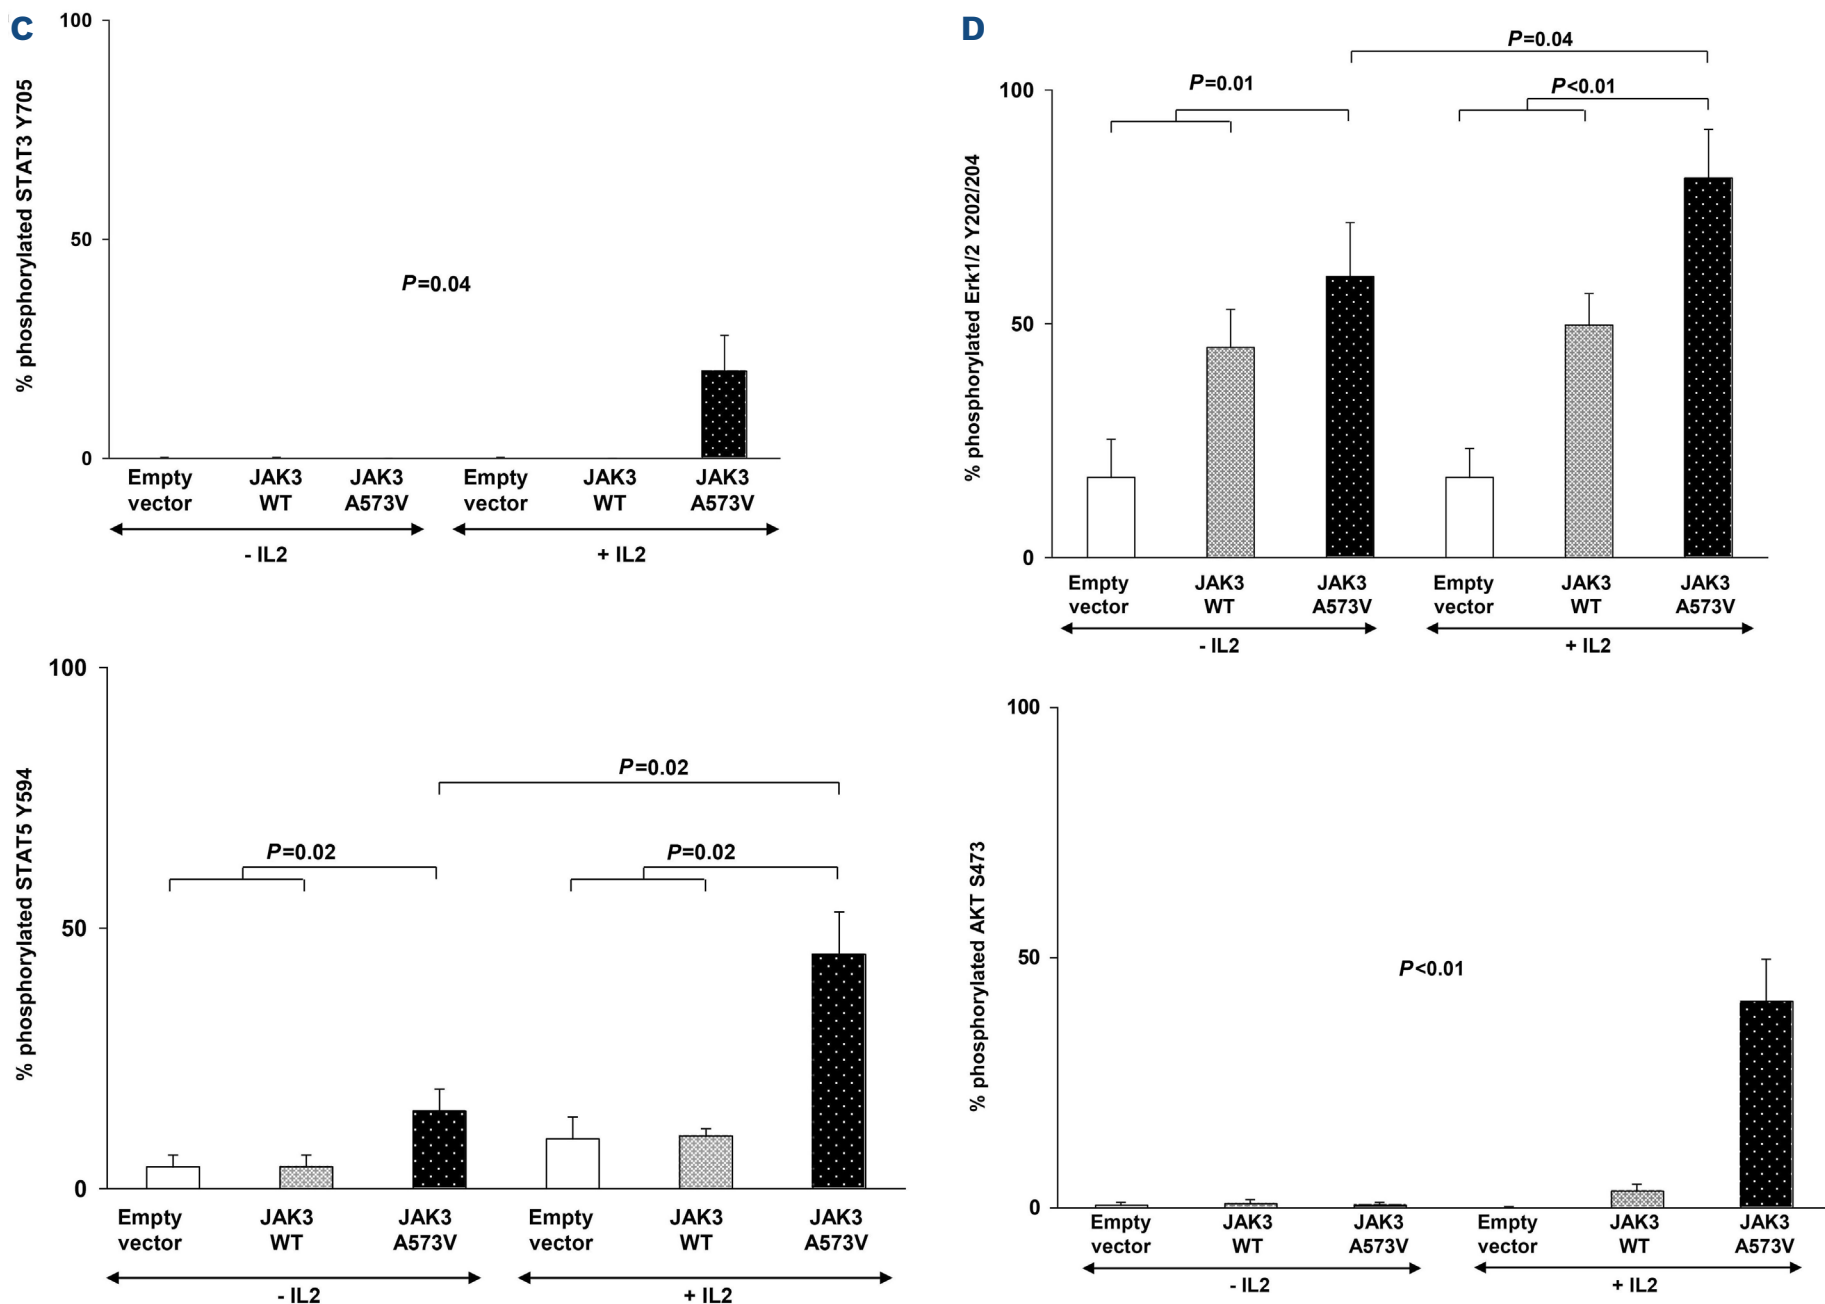 C
100
50
0
% phosphorylated STAT3 Y705
P=0.04
Empty JAK3 JAK3 Empty JAK3 JAK3
vector WT A573V vector WT A573V
- IL2 + IL2
D
100
50
0
% phosphorylated Erk1/2 Y202/204
P=0.04
P=0.01 P<0.01
Empty JAK3 JAK3 Empty JAK3 JAK3
vector WT A573V vector WT A573V
- IL2 + IL2
100
50
0
% phosphorylated STAT5 Y594
P=0.02
P=0.02 P=0.02
Empty JAK3 JAK3 Empty JAK3 JAK3
vector WT A573V vector WT A573V
- IL2 + IL2
100
50
0
% phosphorylated AKT S473
P<0.01
Empty JAK3 JAK3 Empty JAK3 JAK3
vector WT A573V vector WT A573V
- IL2 + IL2